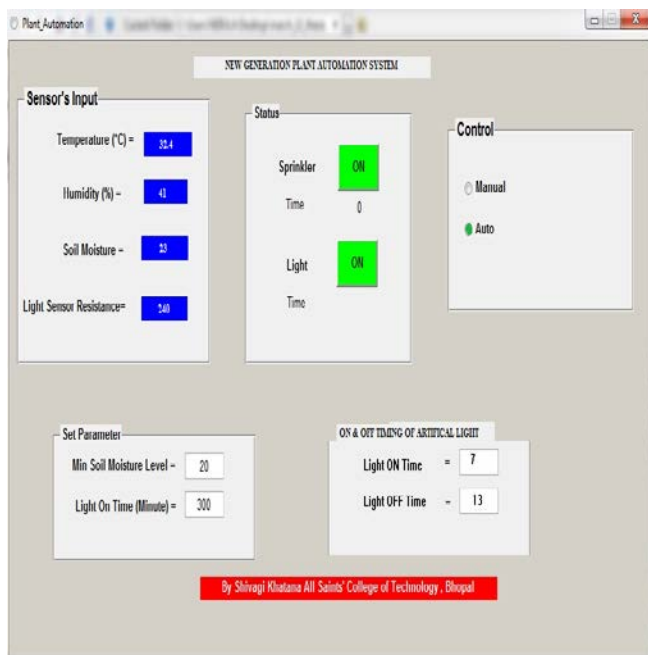 Plant_Automation
NEW GENERATION PLANT AUTOMATION SYSTEM
Sensor's Input
Temperature (°C) = 32.4
Humidity (%) = 41
Soil Moisture = 23
Light Sensor Resistance= 240
Status
Sprinkler ON
Time 0
Light ON
Time
Control
Manual
Auto
Set Parameter
Min Soil Moisture Level = 20
Light On Time (Minute) = 300
ON & OFF TIMING OF ARTIFICAL LIGHT
Light ON Time = 7
Light OFF Time = 13
By Shivagi Khatana All Saints' College of Technology , Bhopal